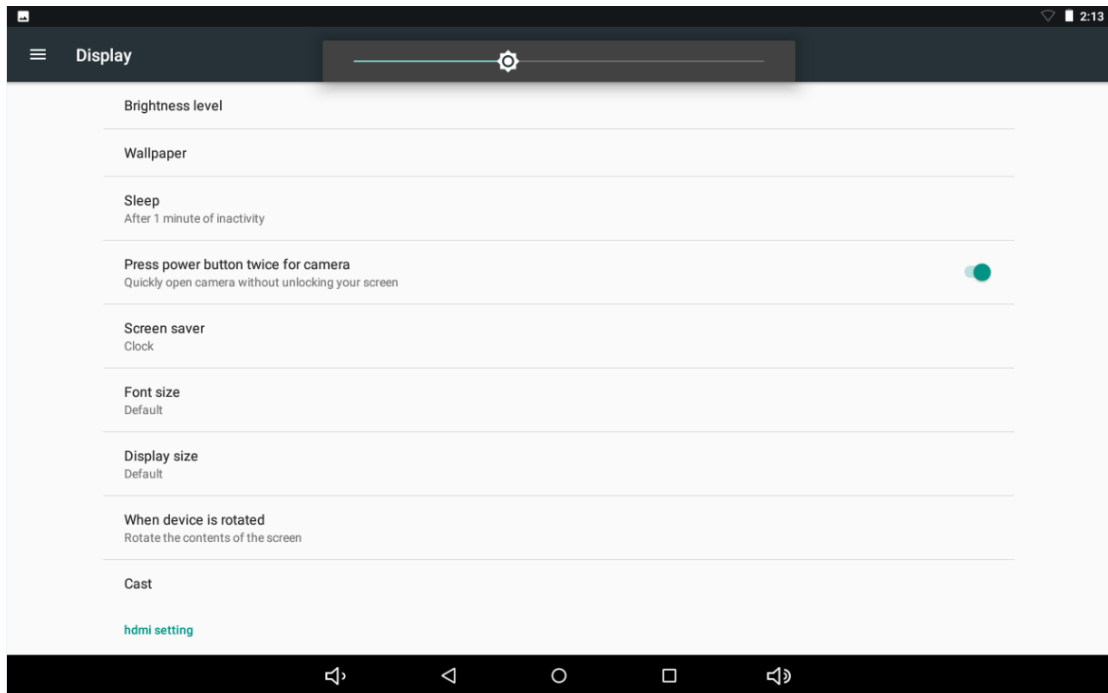 2:13
Display
Brightness level
Wallpaper
Sleep
After 1 minute of inactivity
Press power button twice for camera
Quickly open camera without unlocking your screen
Screen saver
Clock
Font size
Default
Display size
Default
When device is rotated
Rotate the contents of the screen
Cast
hdmi setting